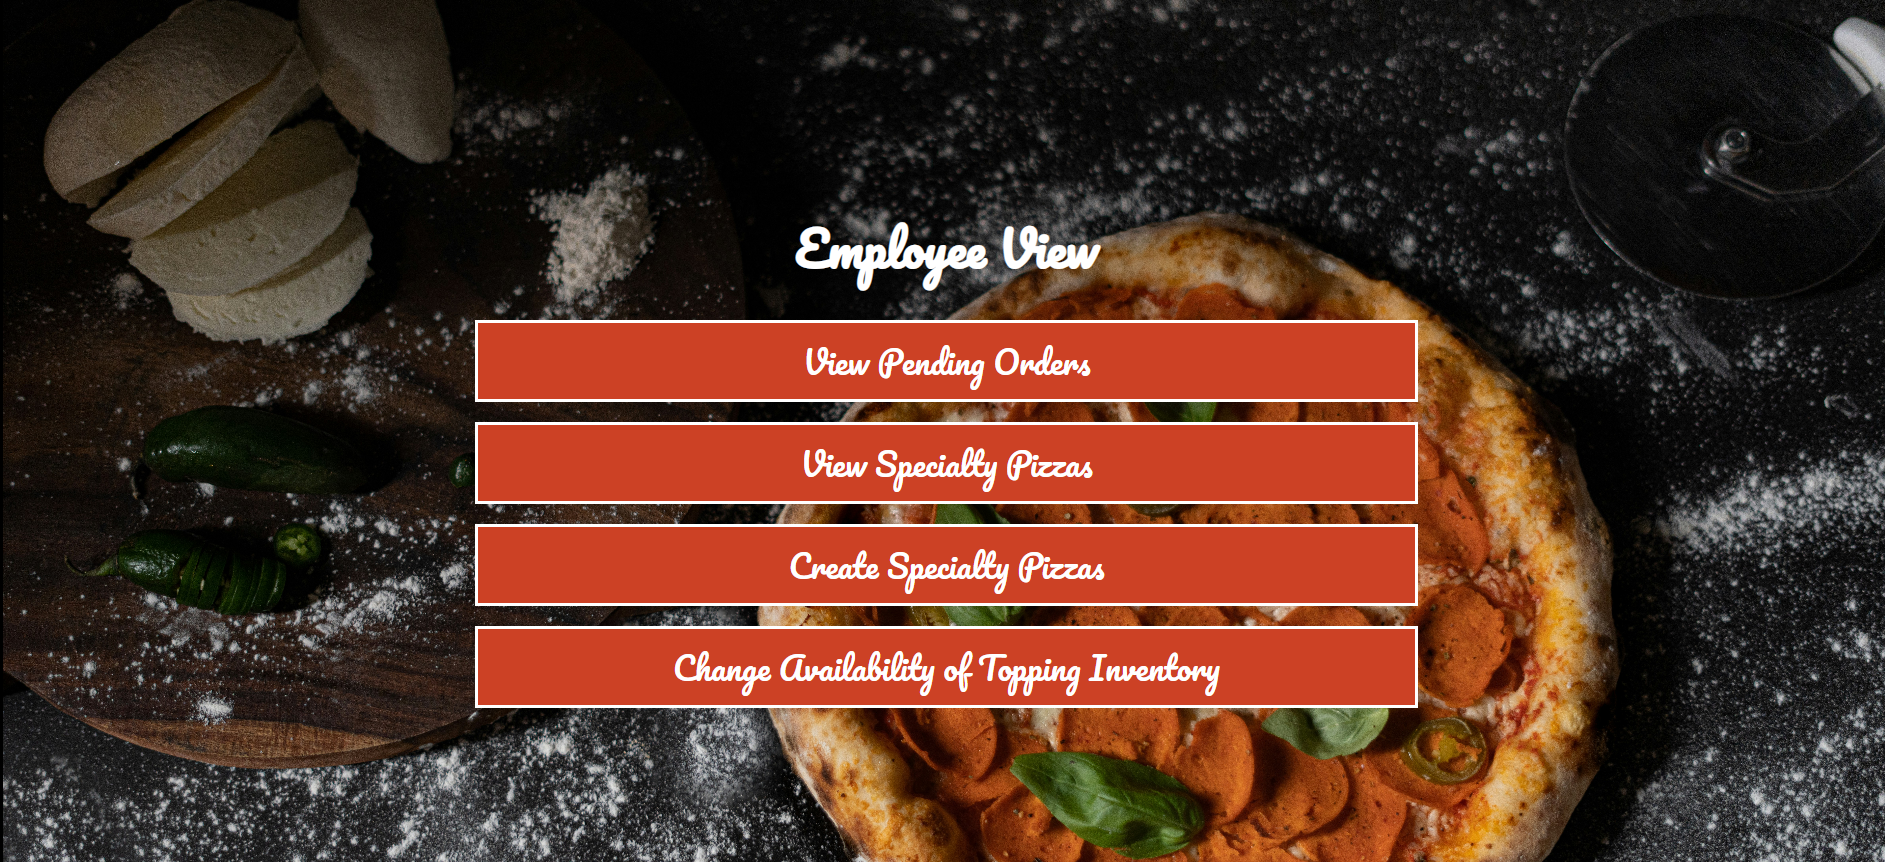 Employee View
View Pending Orders
View Specialty Pizzas
Create Specialty Pizzas
Change Availability of Topping Inventory